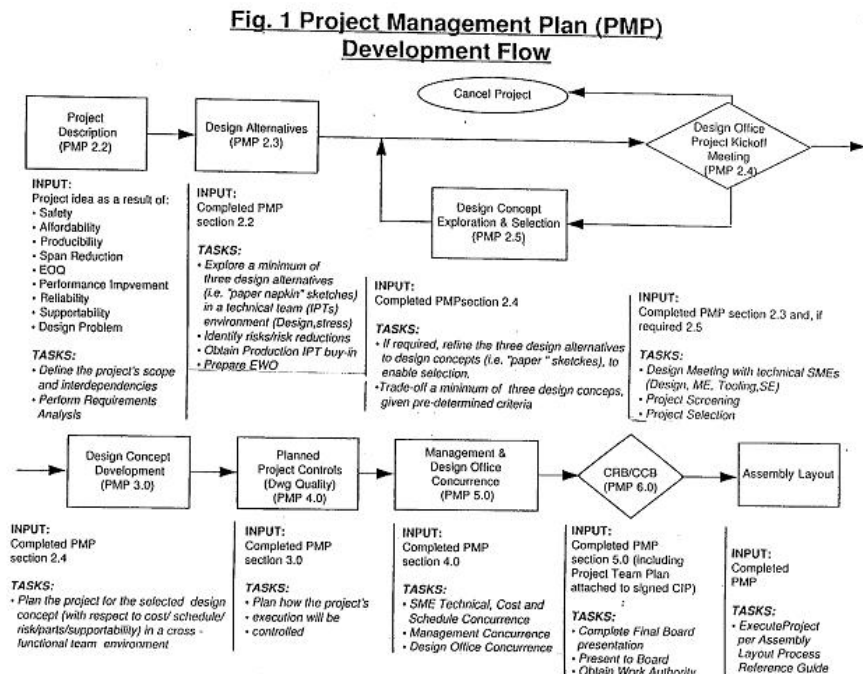 Fig. 1 Project Management Plan (PMP)
Development Flow
Cancel Project
Project
Description
(PMP 2.2)
Design Alternatives
(PMP 2.3)
Design Office
Project Kickoff
Meeting
(PMP 2.4)
Design Concept
Exploration & Selection
(PMP 2.5)
INPUT:
Project idea as a result of:
• Safety
• Affordability
• Producibility
• Span Reduction
• EOQ
• Performance Impvement
• Reliability
• Supportability
• Design Problem
TASKS:
• Define the project's scope
and interdependencies
• Perform Requirements
Analysis
INPUT:
Completed PMP
section 2.2
TASKS:
• Explore a minimum of
three design alternatives
(i.e. "paper napkin" sketches)
in a technical team (IPTs)
environment (Design,stress)
• Identify risks/risk reductions
• Obtain Production IPT buy-in
• Prepare EWO
INPUT:
Completed PMPsection 2.4
TASKS:
• If required, refine the three design alternatives
to design concepts (i.e. "paper " sketckes), to
enable selection.
•Trade-off a minimum of three design conceps,
given pre-determined criteria
INPUT:
Completed PMP section 2.3 and, if
required 2.5
TASKS:
• Design Meeting with technical SMEs
(Design, ME, Tooling,SE)
• Project Screening
• Project Selection
Design Concept
Development
(PMP 3.0)
Planned
Project Controls
(Dwg Quality)
(PMP 4.0)
Management &
Design Office
Concurrence
(PMP 5.0)
CRB/CCB
(PMP 6.0)
Assembly Layout
INPUT:
Completed PMP
section 2.4
TASKS:
• Plan the project for the selected design
concept (with respect to cost/ schedule/
risk/parts/supportability) in a cross -
functional team environment
INPUT:
Completed PMP
section 3.0
TASKS:
• Plan how the project's
• execution will be
• controlled
INPUT:
Completed PMP
section 4.0
TASKS:
• SME Technical, Cost and
Schedule Concurrence
• Management Concurrence
• Design Office Concurrence
INPUT:
Completed PMP
section 5.0 (including
Project Team Plan
attached to signed CIP)
:
TASKS:
• Complete Final Board
presentation
• Present to Board
• Obtain Work Authority
INPUT:
Completed
PMP
TASKS:
• ExecuteProject
per Assembly
Layout Process
Reference Guide